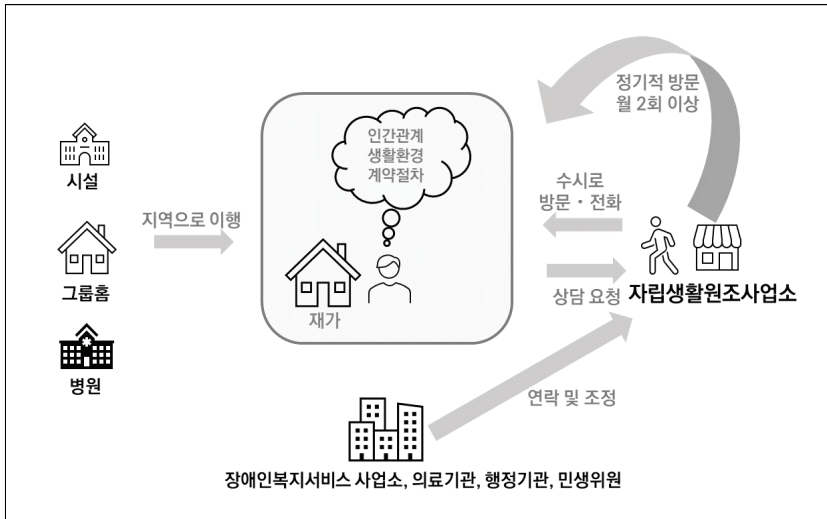 시설
그룹홈
병원
지역으로 이행
인간관계
생활환경
계약절차
재가
정기적 방문
월 2회 이상
수시로
방문・전화
상담 요청
자립생활원조사업소
연락 및 조정
장애인복지서비스 사업소, 의료기관, 행정기관, 민생위원